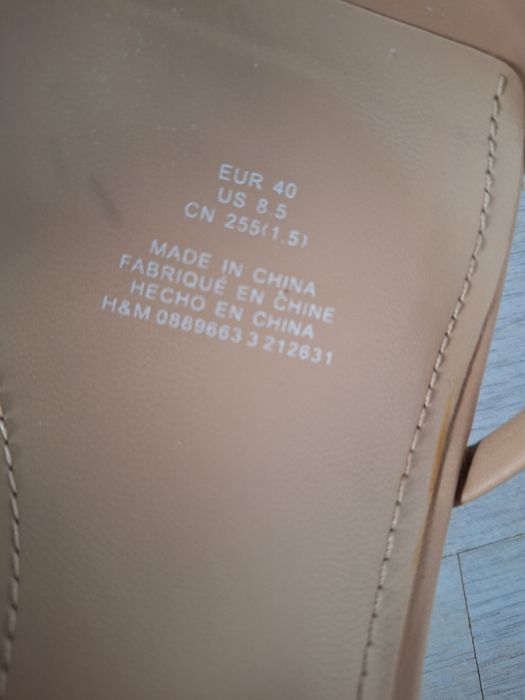 EUR 40
US 8.5
CN 255(1.5)
MADE IN CHINA
FABRIQUÉ EN CHINE
HECHO EN CHINA
H&M 0889663 3 212631